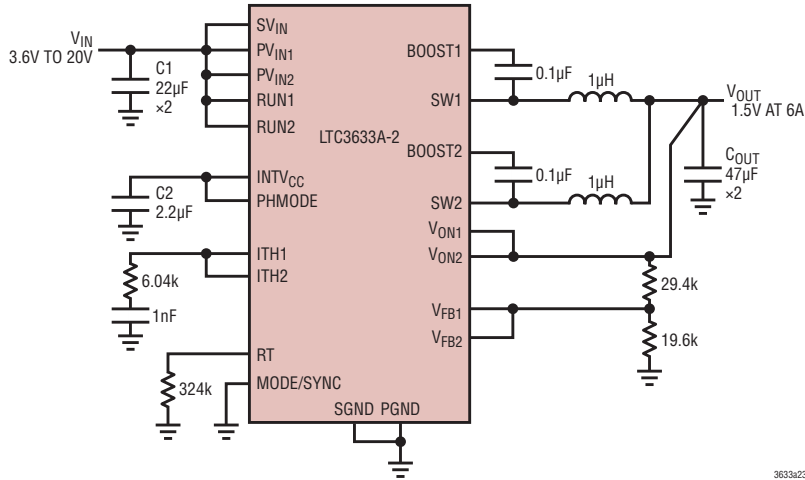 V_IN
3.6V TO 20V
C1
22µF
×2
C2
2.2µF
6.04k
1nF
324k
SV_IN
PV_IN1
PV_IN2
RUN1
RUN2
INTV_CC
PHMODE
ITH1
ITH2
RT
MODE/SYNC
LTC3633A-2
SGND PGND
BOOST1
SW1
BOOST2
SW2
V_ON1
V_ON2
V_FB1
V_FB2
0.1µF
1µH
0.1µF
1µH
V_OUT
1.5V AT 6A
C_OUT
47µF
×2
29.4k
19.6k
3633a23